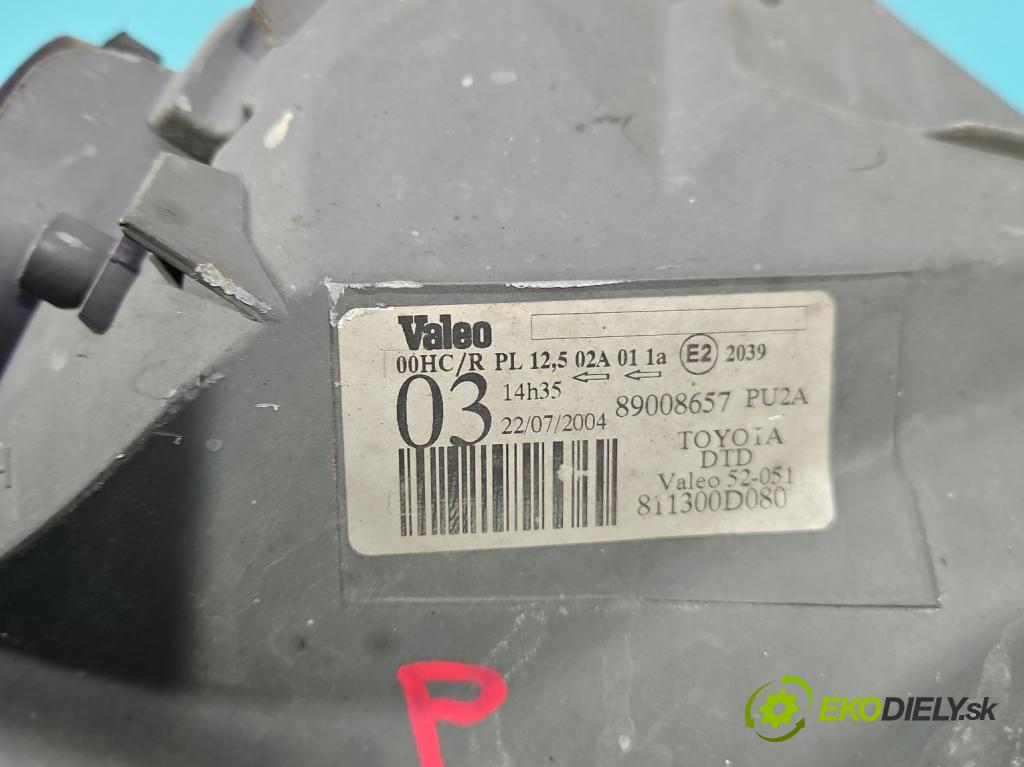 Valeo
00HC/R PL 12,5 02A 01 1a E2 2039
03
14h35
22/07/2004
89008657 PU2A
TOYOTA
DTD
Valeo 52-051
811300D080
P
EKODIELY.sk